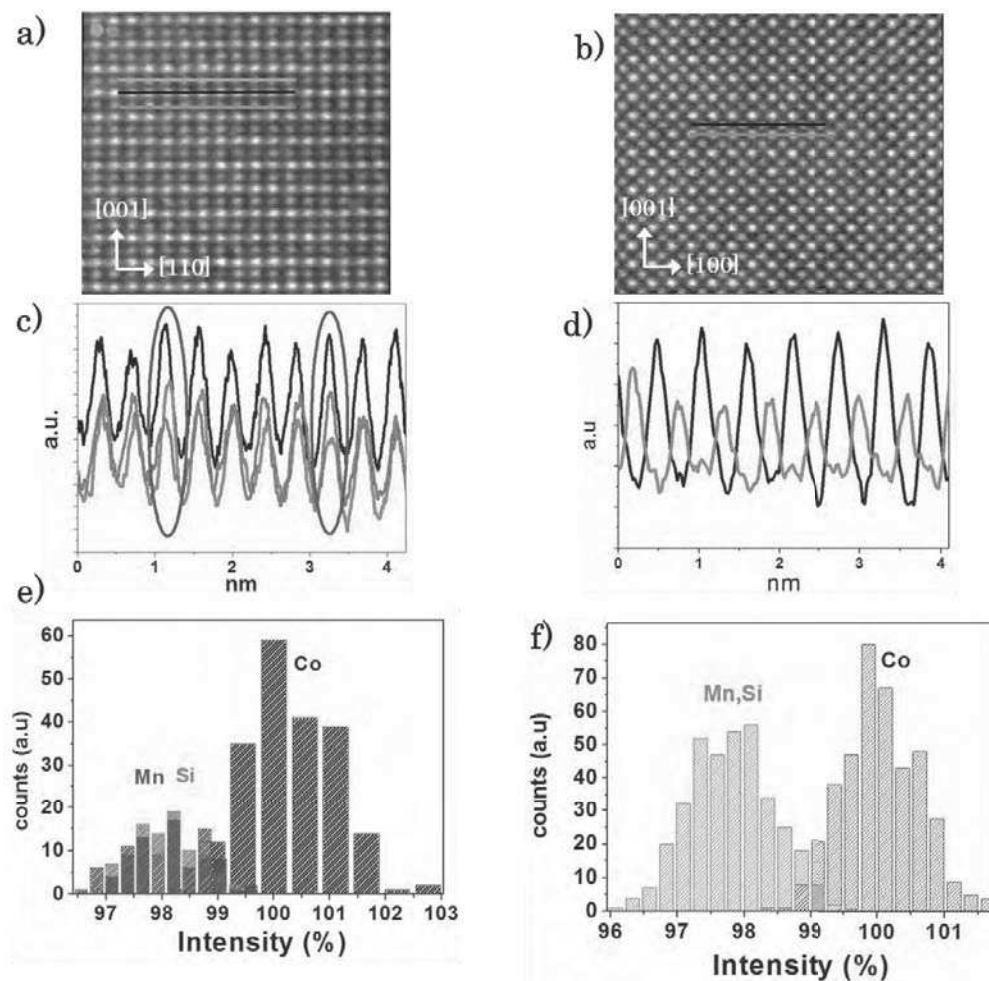 a)
[001]
[110]
b)
[001]
[100]
c)
a.u.
0 1 2 3 4
nm
d)
a.u
0 1 2 3 4
nm
e)
counts (a.u)
60
50
40
30
20
10
0
Mn Si
Co
97 98 99 100 101 102 103
Intensity (%)
f)
counts (a.u)
80
70
60
50
40
30
20
10
0
Mn,Si
Co
96 97 98 99 100 101
Intensity (%)